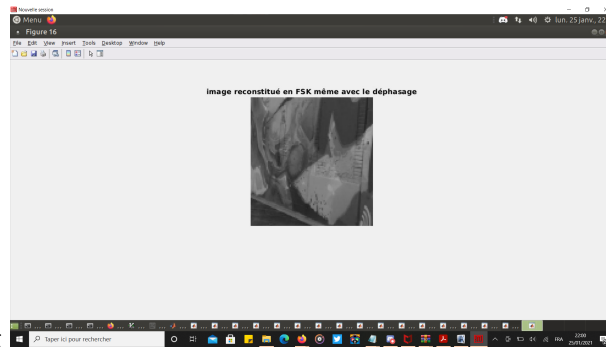 Nouvelle session
Menu
lun. 25 janv., 22
Figure 16
File Edit View Insert Tools Desktop Window Help
image reconstitué en FSK même avec le déphasage
Taper ici pour rechercher
FRA
22:00
25/01/2021